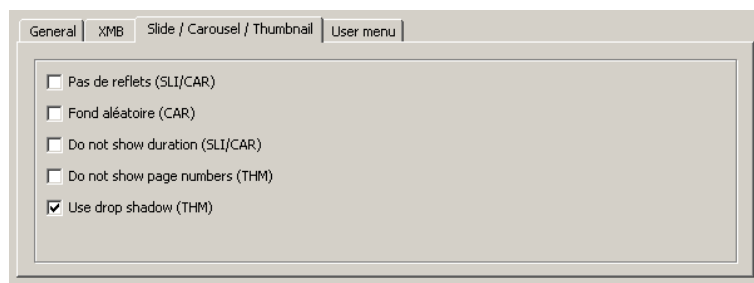 General XMB Slide / Carousel / Thumbnail User menu
Pas de reflets (SLI/CAR)
Fond aléatoire (CAR)
Do not show duration (SLI/CAR)
Do not show page numbers (THM)
Use drop shadow (THM)